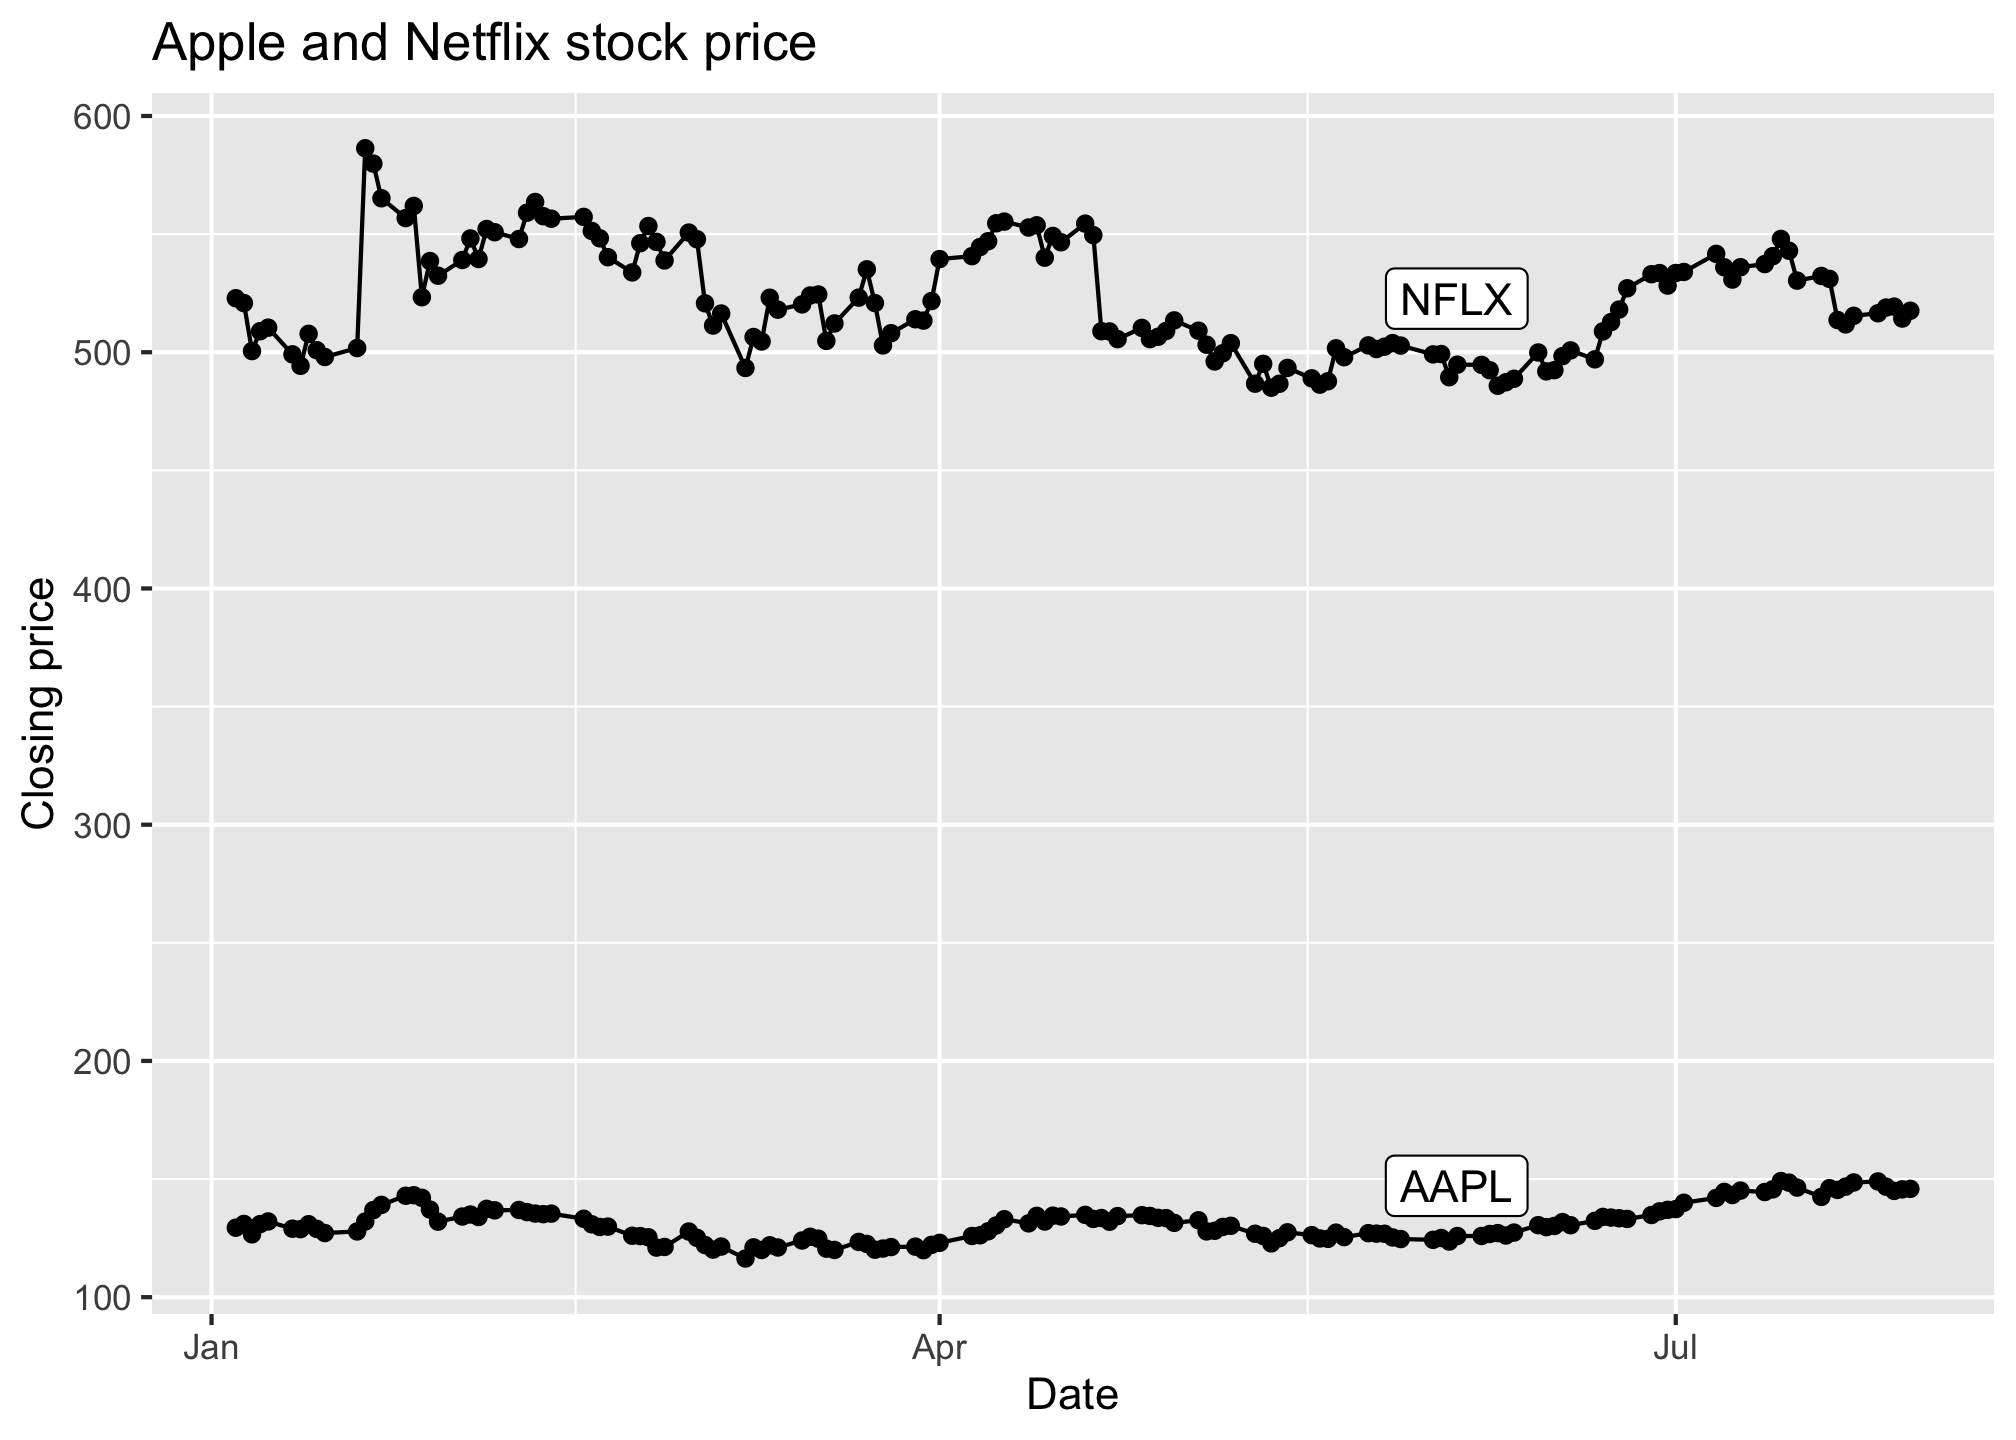 Apple and Netflix stock price
Closing price
600
500
400
300
200
100
NFLX
AAPL
Jan
Apr
Jul
Date